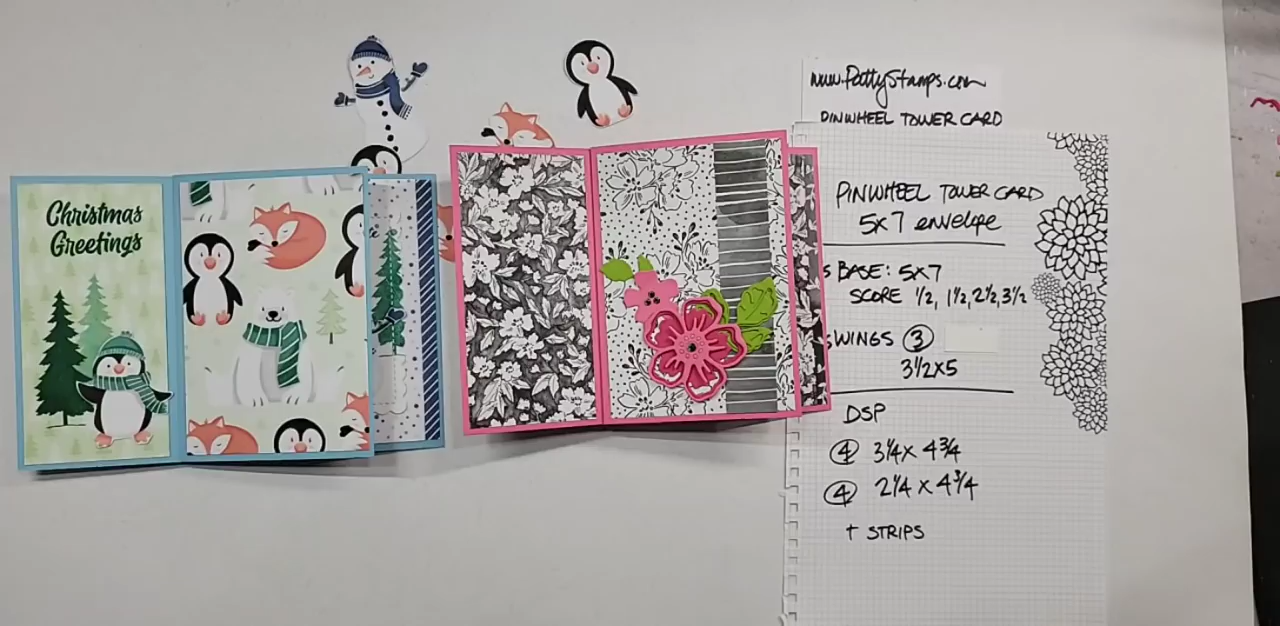 Christmas
Greetings
www.PattyStamps.com
PINWHEEL TOWER CARD
PINWHEEL TOWER CARD
5x7 envelope
S BASE: 5x7
SCORE 1/2, 1 1/2, 2 1/2, 3 1/2
WINGS ③
3 1/2 x 5
DSP
④ 3 1/4 x 4 3/4
④ 2 1/4 x 4 3/4
+ STRIPS